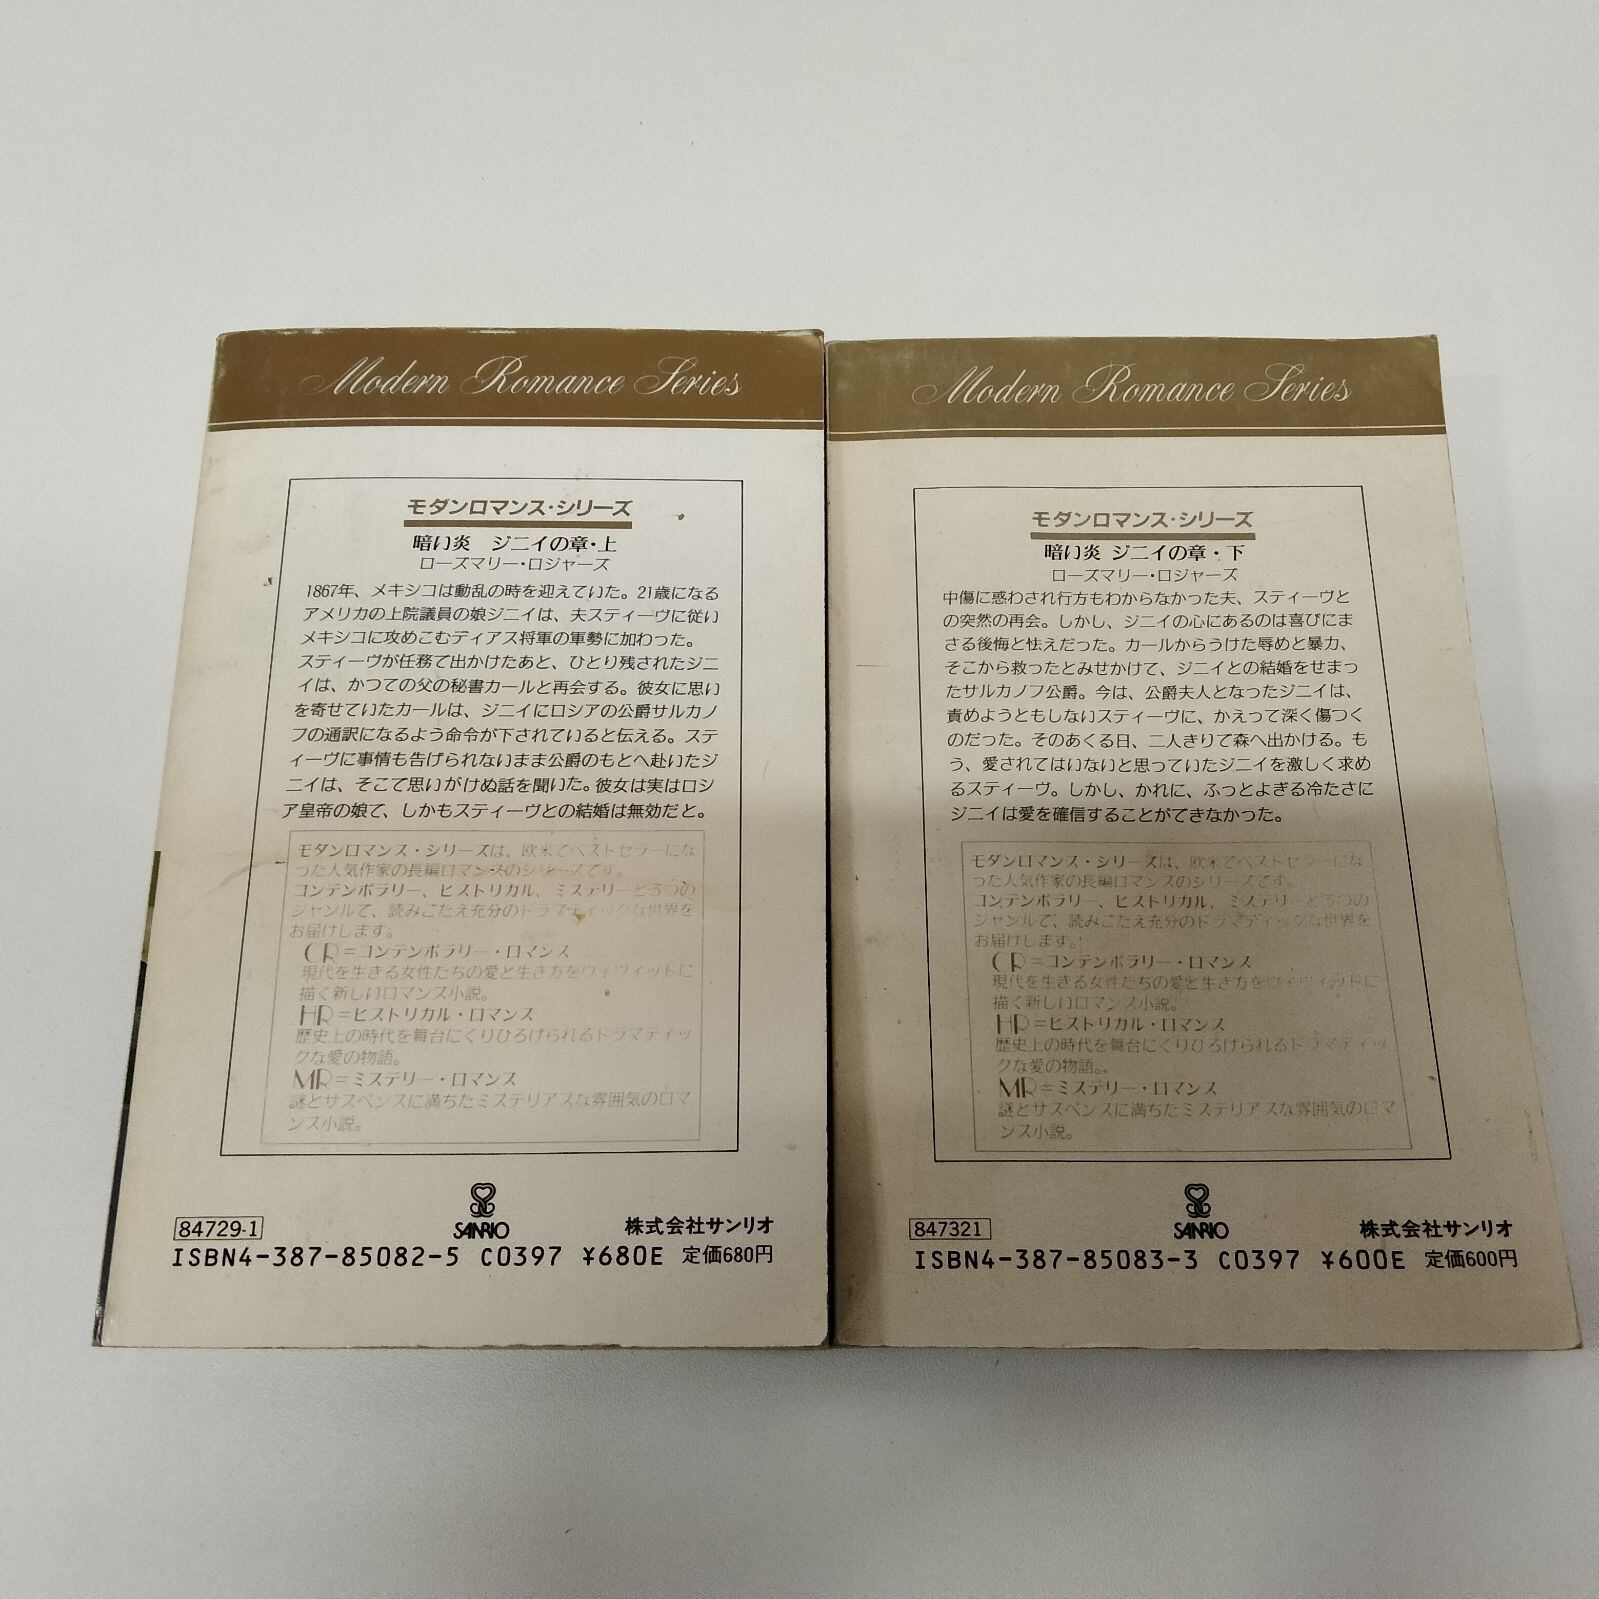 Modern Romance Series
モダンロマンス・シリーズ
暗い炎　ジニイの章・上
ローズマリー・ロジャーズ
1867年、メキシコは動乱の時を迎えていた。21歳になる
アメリカの上院議員の娘ジニイは、夫スティーヴに従い
メキシコに攻めこむディアス将軍の軍勢に加わった。
スティーヴが任務で出かけたあと、ひとり残されたジニ
イは、かつての父の秘書カールと再会する。彼女に思い
を寄せていたカールは、ジニイにロシアの公爵サルカノ
フの通訳になるよう命令が下されていると伝える。ステ
ィーヴに事情も告げられないまま公爵のもとへ赴いたジ
ニイは、そこで思いがけぬ話を聞いた。彼女は実はロシ
ア皇帝の娘で、しかもスティーヴとの結婚は無効だと。
モダンロマンス・シリーズは、欧米でベストセラーにな
った人気作家の長編ロマンスのシリーズです。
コンテンポラリー、ヒストリカル、ミステリーと3つの
ジャンルで、読みごたえ充分のドラマティックな世界を
お届けします。
CR=コンテンポラリー・ロマンス
現代を生きる女性たちの愛と生き方をヴィヴィッドに
描く新しいロマンス小説。
HR=ヒストリカル・ロマンス
歴史上の時代を舞台にくりひろげられるドラマティッ
クな愛の物語。
MR=ミステリー・ロマンス
謎とサスペンスに満ちたミステリアスな雰囲気のロマ
ンス小説。
84729-1
SANRIO
株式会社サンリオ
ISBN4-387-85082-5 C0397 ¥680E 定価680円
Modern Romance Series
モダンロマンス・シリーズ
暗い炎 ジニイの章・下
ローズマリー・ロジャーズ
中傷に惑わされ行方もわからなかった夫、スティーヴと
の突然の再会。しかし、ジニイの心にあるのは喜びにま
さる後悔と怯えだった。カールからうけた辱めと暴力、
そこから救ったとみせかけて、ジニイとの結婚をせまっ
たサルカノフ公爵。今は、公爵夫人となったジニイは、
責めようともしないスティーヴに、かえって深く傷つく
のだった。そのあくる日、二人きりで森へ出かける。も
う、愛されてはいないと思っていたジニイを激しく求め
るスティーヴ。しかし、かれに、ふっとよぎる冷たさに
ジニイは愛を確信することができなかった。
モダンロマンス・シリーズは、欧米でベストセラーにな
った人気作家の長編ロマンスのシリーズです。
コンテンポラリー、ヒストリカル、ミステリーと3つの
ジャンルで、読みごたえ充分のドラマティックな世界を
お届けします。
CR=コンテンポラリー・ロマンス
現代を生きる女性たちの愛と生き方をヴィヴィッドに
描く新しいロマンス小説。
HR=ヒストリカル・ロマンス
歴史上の時代を舞台にくりひろげられるドラマティッ
クな愛の物語。
MR=ミステリー・ロマンス
謎とサスペンスに満ちたミステリアスな雰囲気のロマ
ンス小説。
847321
SANRIO
株式会社サンリオ
ISBN4-387-85083-3 C0397 ¥600E 定価600円